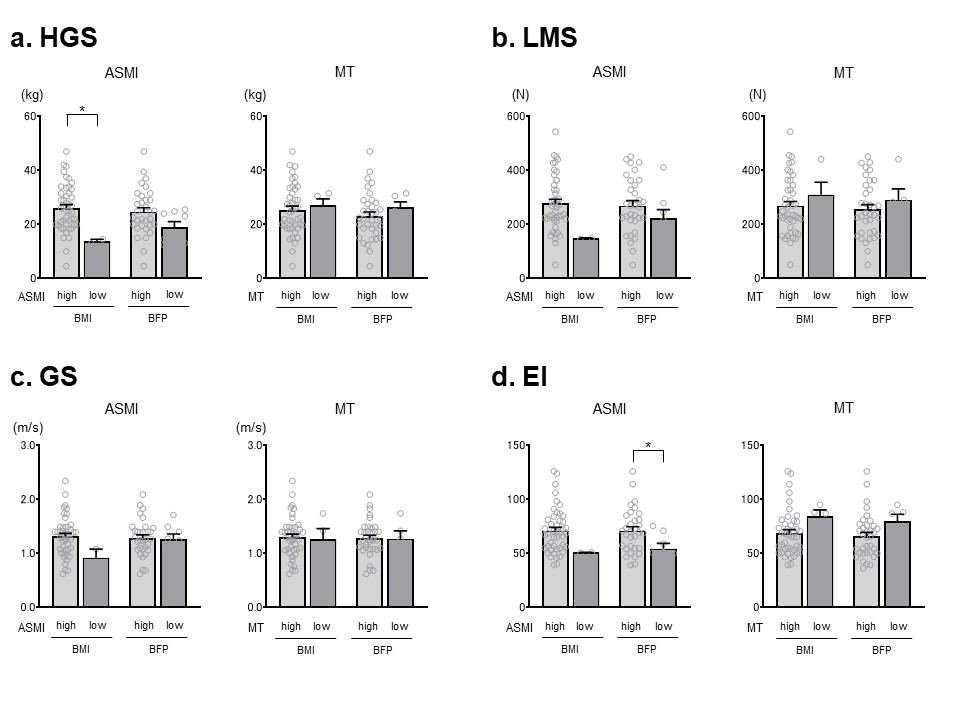 a. HGS
b. LMS
ASMI
MT
ASMI
MT
(kg)
(kg)
(N)
(N)
*
60
60
600
600
40
40
400
400
20
20
200
200
0
0
0
0
ASMI high low high low
MT high low high low
ASMI high low high low
MT high low high low
BMI BFP
BMI BFP
BMI BFP
BMI BFP
c. GS
d. EI
ASMI
MT
ASMI
MT
(m/s)
(m/s)
*
3.0
3.0
150
150
2.0
2.0
100
100
1.0
1.0
50
50
0.0
0.0
0
0
ASMI high low high low
MT high low high low
ASMI high low high low
MT high low high low
BMI BFP
BMI BFP
BMI BFP
BMI BFP